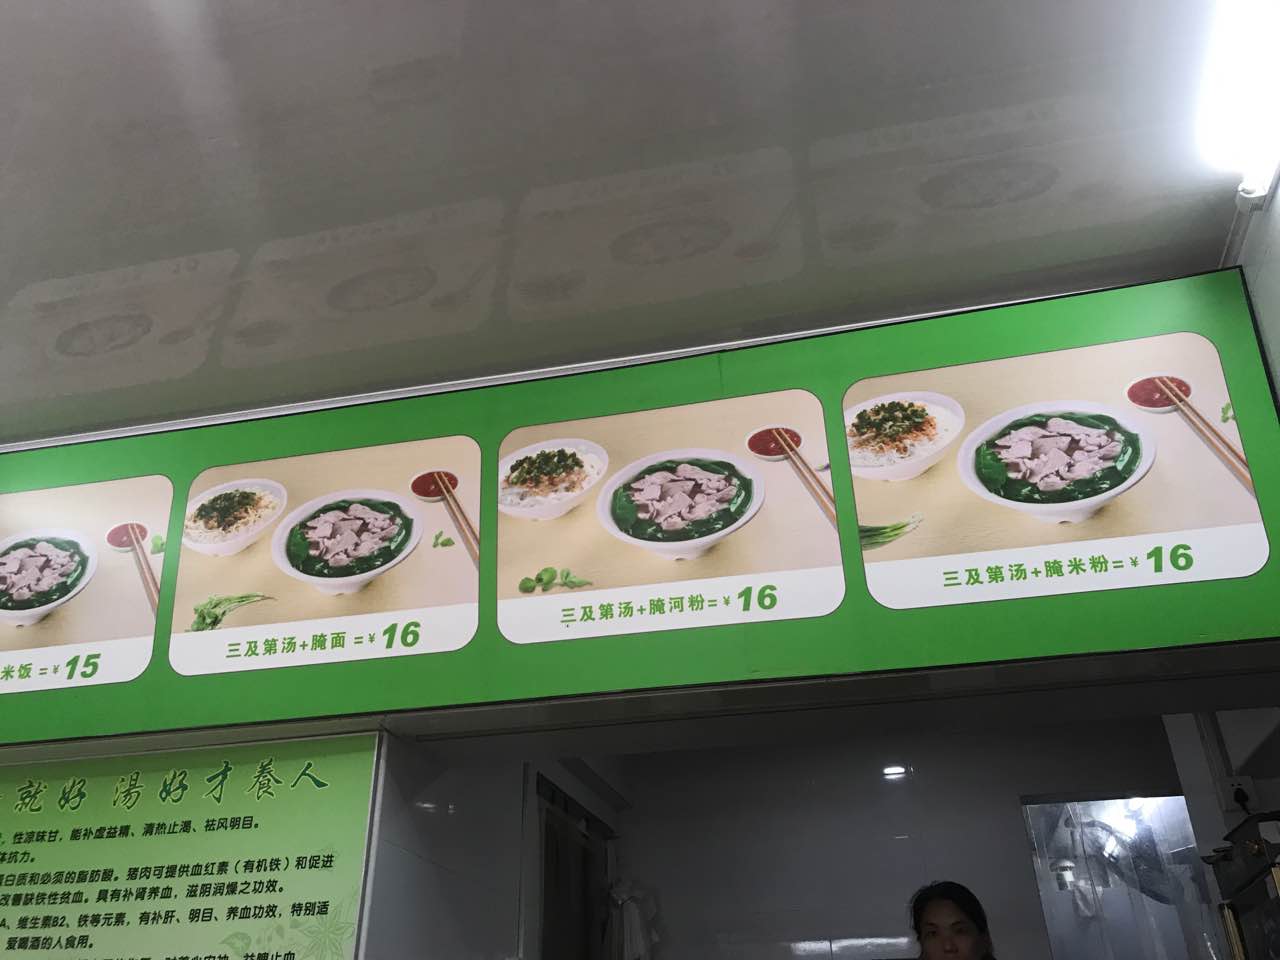 米饭=¥15
三及第汤+腌面=¥16
三及第汤+腌河粉=¥16
三及第汤+腌米粉=¥16
就好 湯好才養人
，性凉味甘，能补虚益精、清热止渴、祛风明目。
体抗力。
蛋白质和必须的脂肪酸。猪肉可提供血红素（有机铁）和促进
改善缺铁性贫血。具有补肾养血，滋阴润燥之功效。
A、维生素B2、铁等元素，有补肝、明目、养血功效，特别适
爱喝酒的人食用。
益脾止血